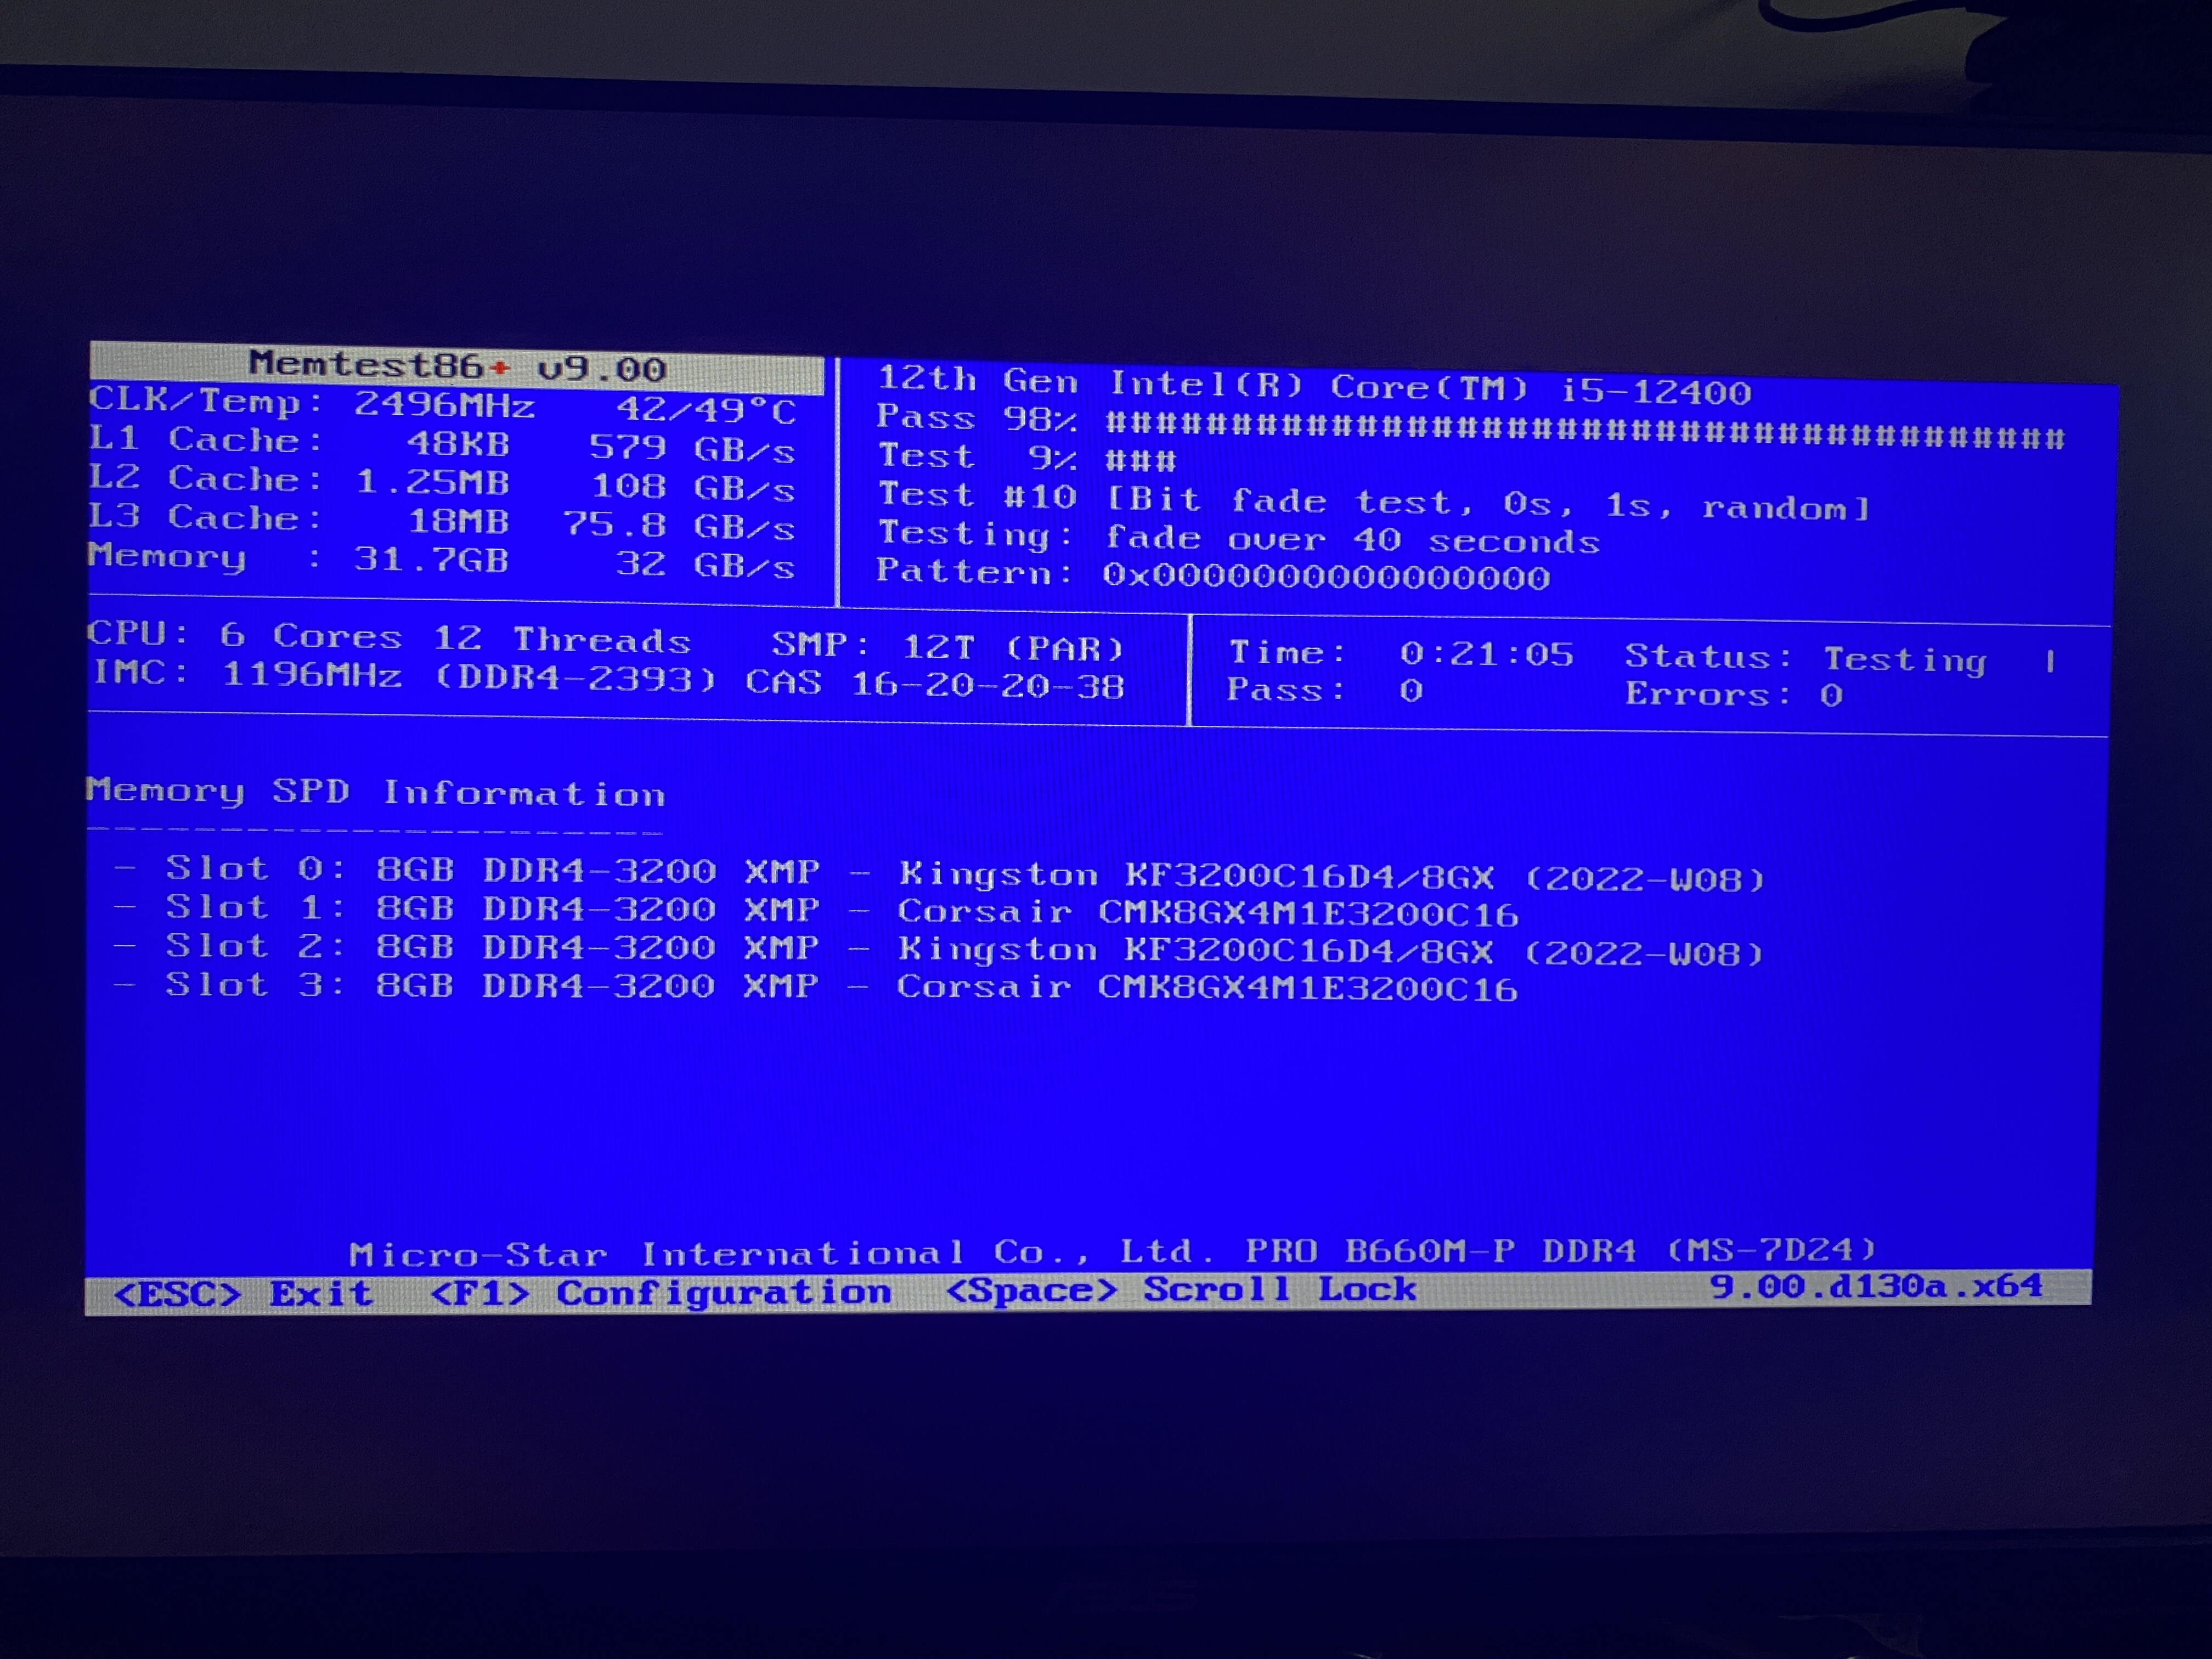 Memtest86+ v9.00
CLK/Temp: 2496MHz 42/49°C
L1 Cache: 48KB 579 GB/s
L2 Cache: 1.25MB 108 GB/s
L3 Cache: 18MB 75.8 GB/s
Memory : 31.7GB 32 GB/s
12th Gen Intel(R) Core(TM) i5-12400
Pass 98% #######################################
Test 9% ###
Test #10 [Bit fade test, 0s, 1s, random]
Testing: fade over 40 seconds
Pattern: 0x0000000000000000
CPU: 6 Cores 12 Threads SMP: 12T (PAR)
IMC: 1196MHz (DDR4-2393) CAS 16-20-20-38
Time: 0:21:05 Status: Testing |
Pass: 0 Errors: 0
Memory SPD Information
----------------------
- Slot 0: 8GB DDR4-3200 XMP - Kingston KF3200C16D4/8GX (2022-W08)
- Slot 1: 8GB DDR4-3200 XMP - Corsair CMK8GX4M1E3200C16
- Slot 2: 8GB DDR4-3200 XMP - Kingston KF3200C16D4/8GX (2022-W08)
- Slot 3: 8GB DDR4-3200 XMP - Corsair CMK8GX4M1E3200C16
Micro-Star International Co., Ltd. PRO B660M-P DDR4 (MS-7D24)
<ESC> Exit <F1> Configuration <Space> Scroll Lock 9.00.d130a.x64